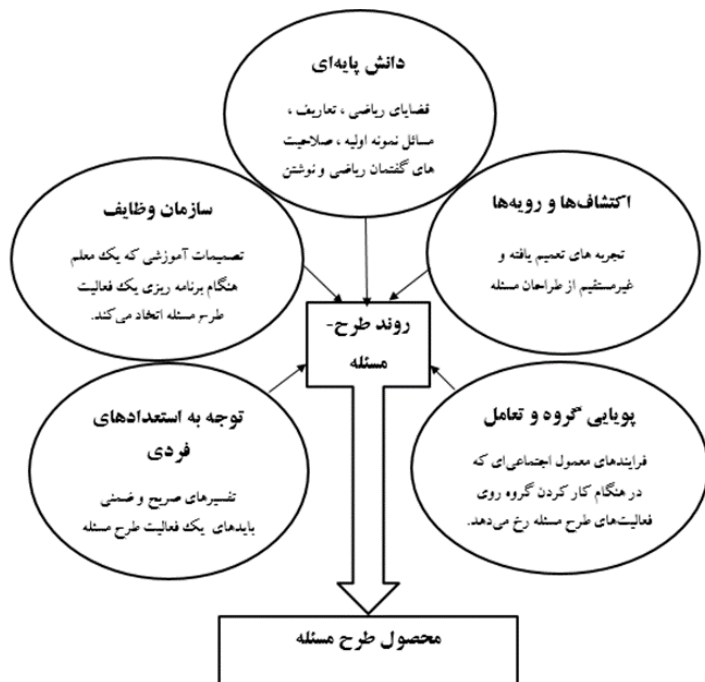 دانش پایه‌ای
قضایای ریاضی ، تعاریف ،
مسائل نمونه اولیه ، صلاحیت
های گفتمان ریاضی و نوشتن
اکتشاف‌ها و رویه‌ها
تجربه های تعمیم یافته و
غیرمستقیم از طراحان مسئله
سازمان وظایف
تصمیمات آموزشی که یک معلم
هنگام برنامه ریزی یک فعالیت
طرح مسئله اتخاد می‌کند.
روند طرح-
مسئله
پویایی گروه و تعامل
فرایندهای معمول اجتماعی‌ای که
در هنگام کار کردن گروه روی
فعالیت‌های طرح مسئله رخ می‌دهد.
توجه به استعدادهای
فردی
تفسیرهای صریح و ضمنی
بایدهای یک فعالیت طرح مسئله
محصول طرح مسئله